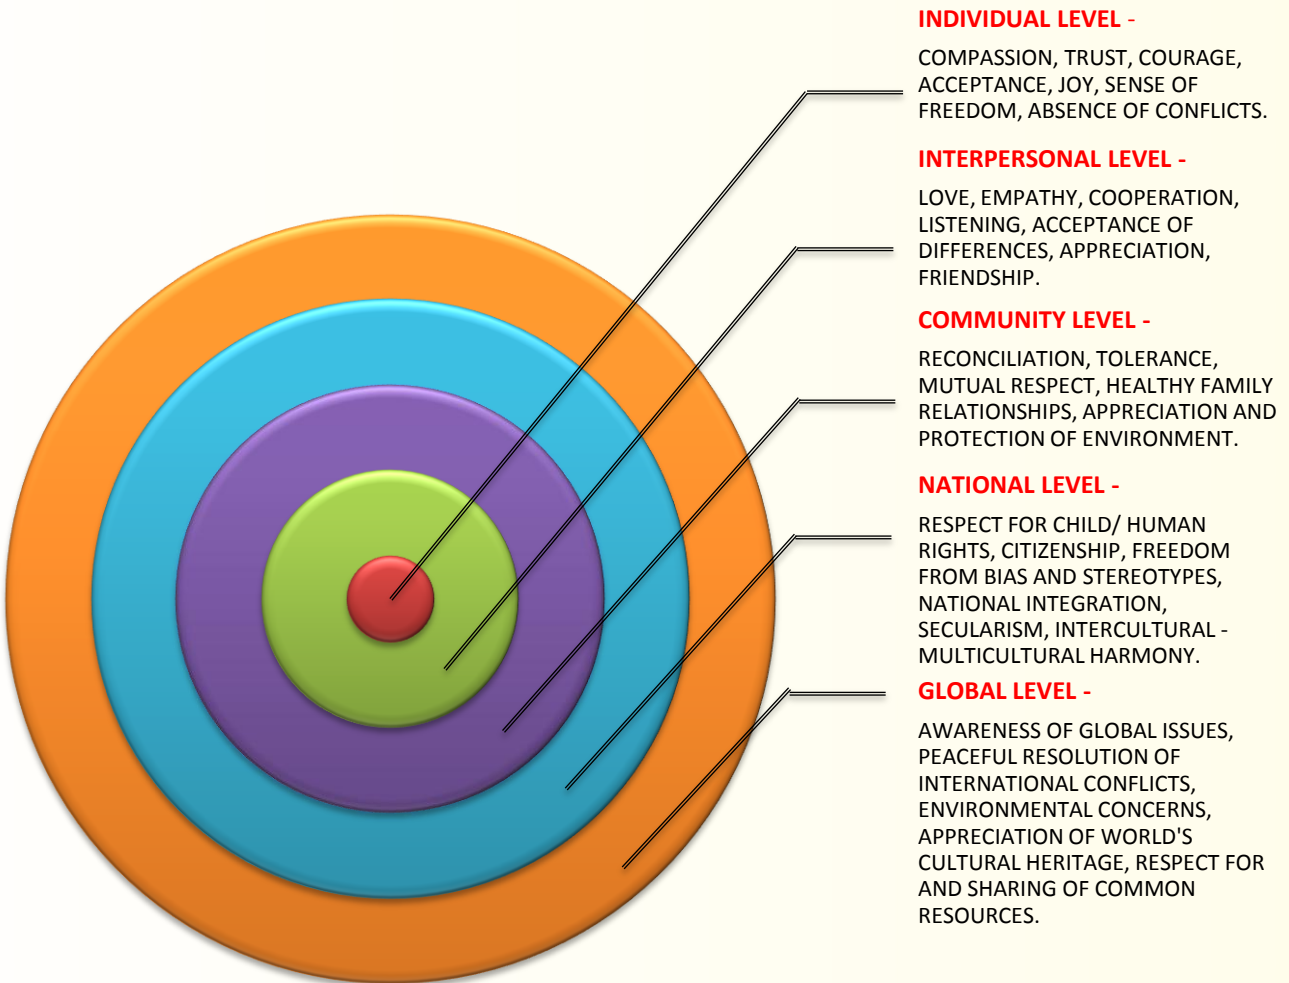 INDIVIDUAL LEVEL -
COMPASSION, TRUST, COURAGE,
ACCEPTANCE, JOY, SENSE OF
FREEDOM, ABSENCE OF CONFLICTS.
INTERPERSONAL LEVEL -
LOVE, EMPATHY, COOPERATION,
LISTENING, ACCEPTANCE OF
DIFFERENCES, APPRECIATION,
FRIENDSHIP.
COMMUNITY LEVEL -
RECONCILIATION, TOLERANCE,
MUTUAL RESPECT, HEALTHY FAMILY
RELATIONSHIPS, APPRECIATION AND
PROTECTION OF ENVIRONMENT.
NATIONAL LEVEL -
RESPECT FOR CHILD/ HUMAN
RIGHTS, CITIZENSHIP, FREEDOM
FROM BIAS AND STEREOTYPES,
NATIONAL INTEGRATION,
SECULARISM, INTERCULTURAL -
MULTICULTURAL HARMONY.
GLOBAL LEVEL -
AWARENESS OF GLOBAL ISSUES,
PEACEFUL RESOLUTION OF
INTERNATIONAL CONFLICTS,
ENVIRONMENTAL CONCERNS,
APPRECIATION OF WORLD'S
CULTURAL HERITAGE, RESPECT FOR
AND SHARING OF COMMON
RESOURCES.